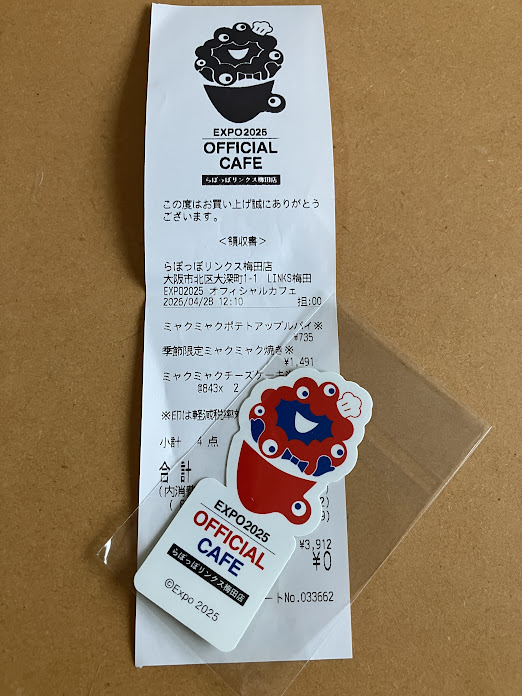 EXPO2025
OFFICIAL
CAFE
らぽっぽリンクス梅田店
この度はお買い上げ誠にありがとう
ございます。
<領収書>
らぽっぽリンクス梅田店
大阪市北区大深町1-1 LINKS梅田
EXPO2025 オフィシャルカフェ
2025/04/28 12:10 担:00
ミャクミャクポテトアップルパイ※
¥735
季節限定ミャクミャク焼き※
¥1,491
ミャクミャクチーズケーキ
@843x 2
※印は軽減税率
小計 4点
合計
(内消費
¥3,912
¥0
ートNo.033662
EXPO2025
OFFICIAL
CAFE
らぽっぽリンクス梅田店
©Expo 2025